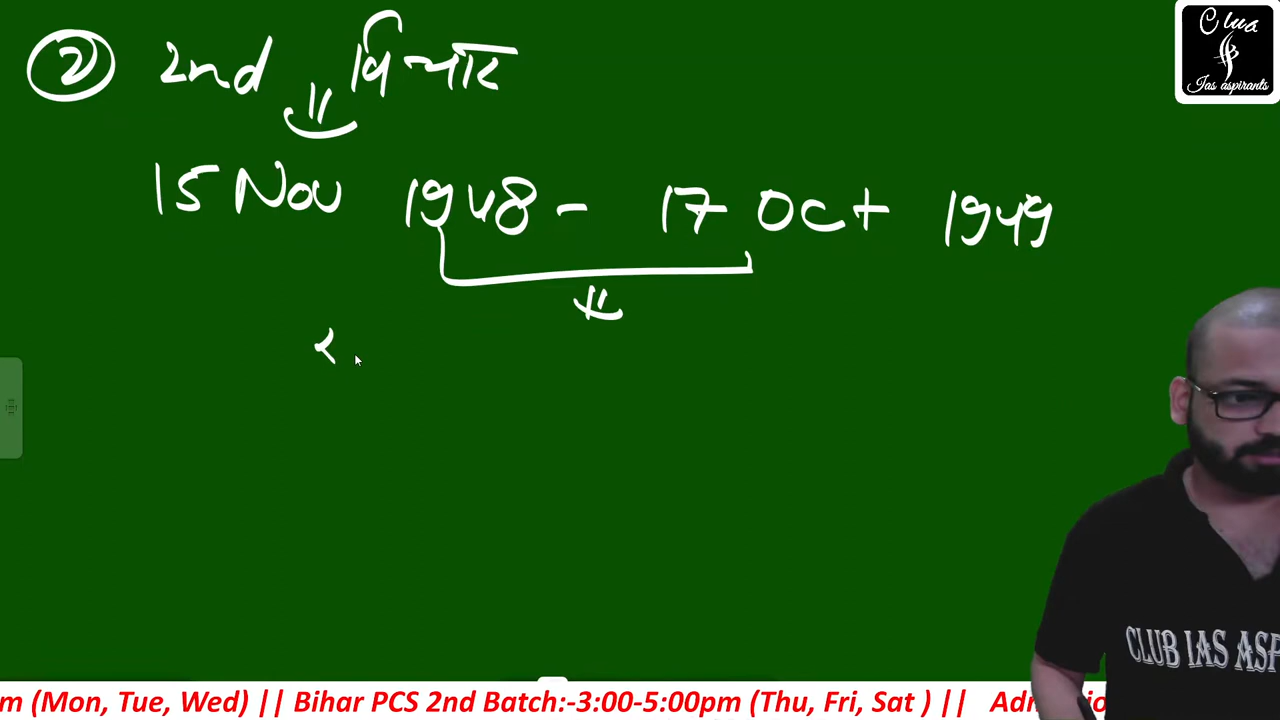 ② 2nd विचार
15 Nov 1948 - 17 Oct 1949
Club
Ias aspirants
CLUB IAS ASP
m (Mon, Tue, Wed) || Bihar PCS 2nd Batch:-3:00-5:00pm (Thu, Fri, Sat ) ||